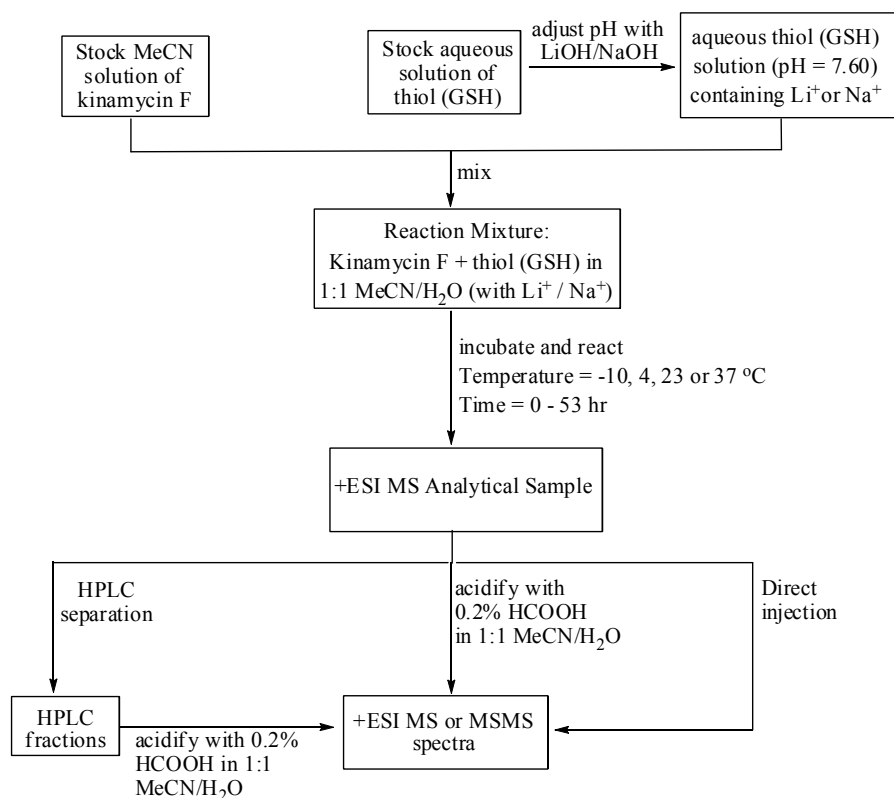 Stock MeCN
solution of
kinamycin F
Stock aqueous
solution of
thiol (GSH)
adjust pH with
LiOH/NaOH
aqueous thiol (GSH)
solution (pH = 7.60)
containing Li⁺or Na⁺
mix
Reaction Mixture:
Kinamycin F + thiol (GSH) in
1:1 MeCN/H₂O (with Li⁺ / Na⁺)
incubate and react
Temperature = -10, 4, 23 or 37 ºC
Time = 0 - 53 hr
+ESI MS Analytical Sample
HPLC
separation
acidify with
0.2% HCOOH
in 1:1 MeCN/H₂O
Direct
injection
HPLC
fractions
acidify with 0.2%
HCOOH in 1:1
MeCN/H₂O
+ESI MS or MSMS
spectra